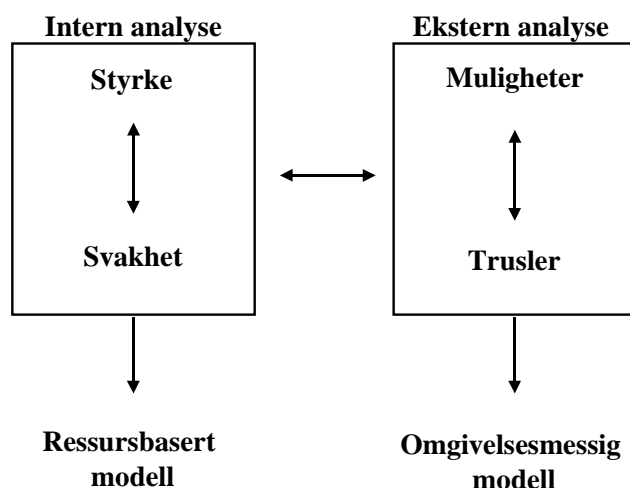 Intern analyse
Styrke
Svakhet
Ressursbasert
modell
Ekstern analyse
Muligheter
Trusler
Omgivelsesmessig
modell